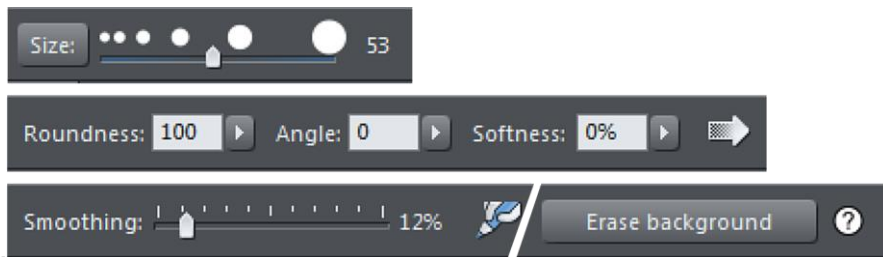 Size: 53
Roundness: 100 Angle: 0 Softness: 0%
Smoothing: 12% Erase background ?